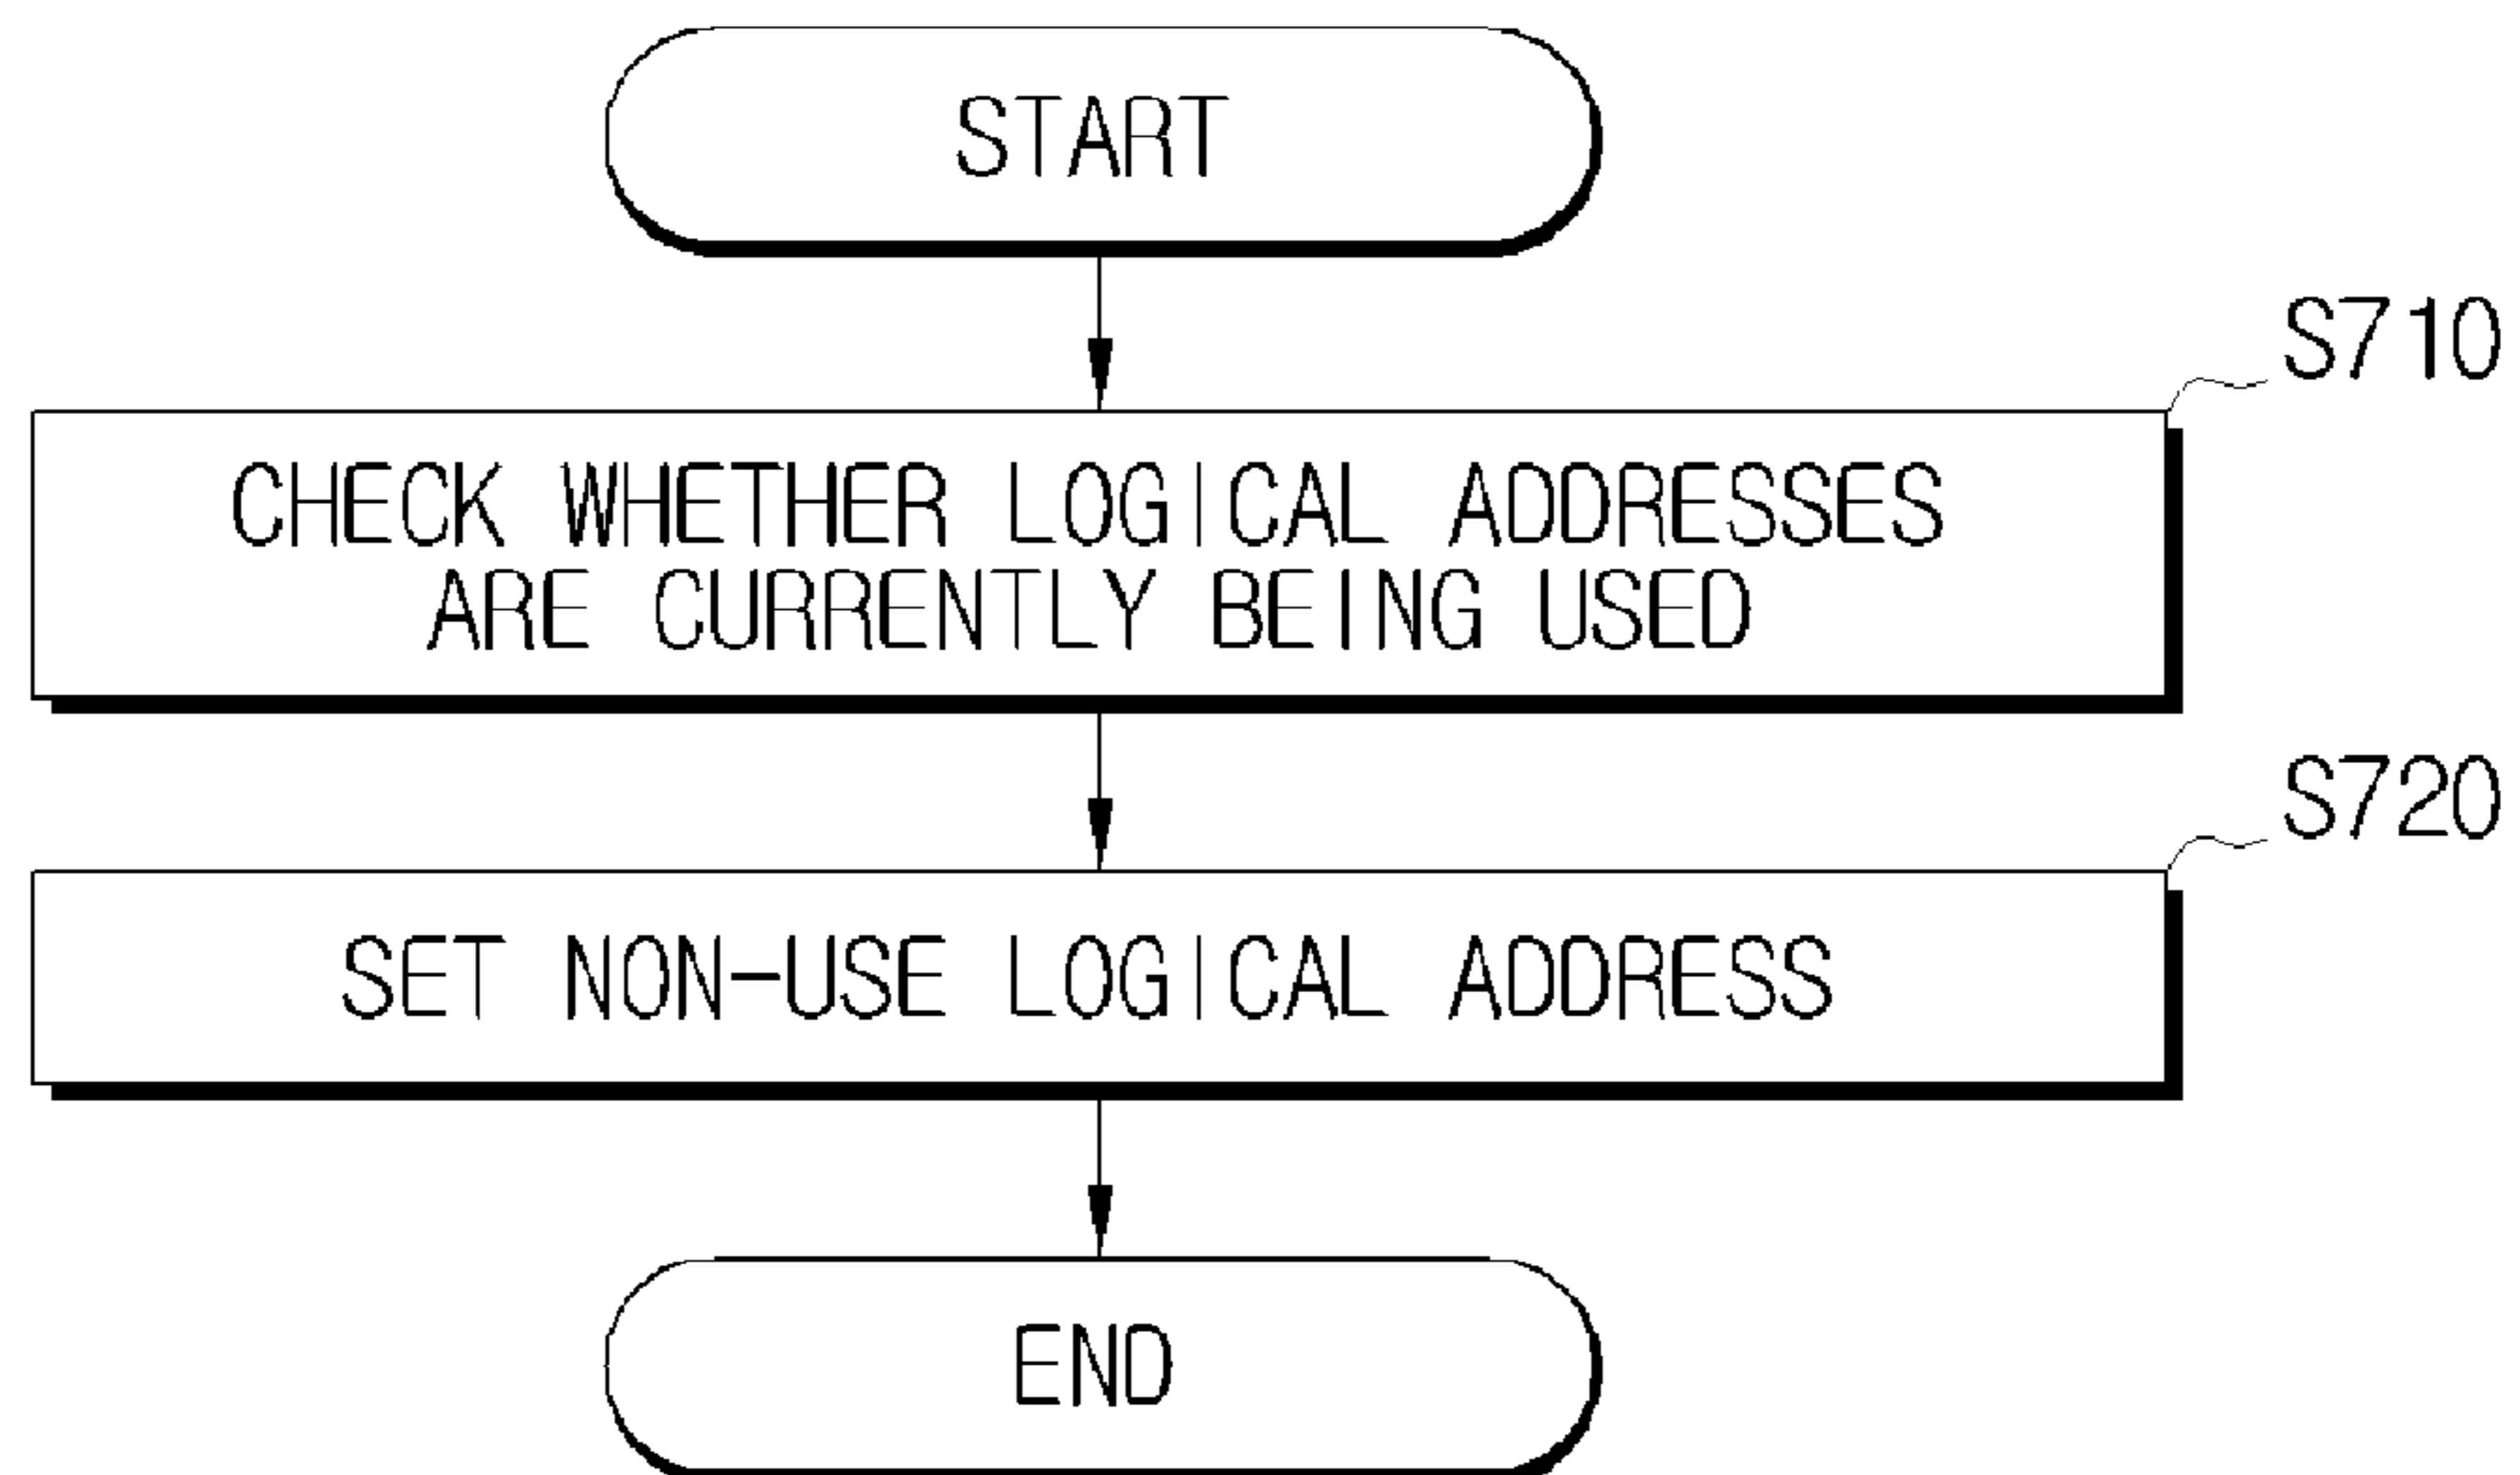 START
S710
CHECK WHETHER LOGICAL ADDRESSES
ARE CURRENTLY BEING USED
S720
SET NON-USE LOGICAL ADDRESS
END